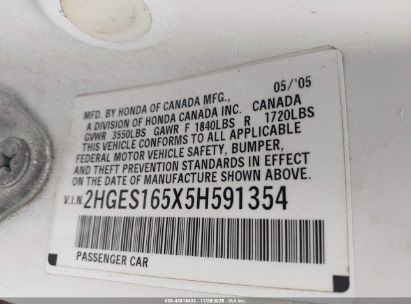 05/'05
MFD. BY HONDA OF CANADA MFG.,
A DIVISION OF HONDA CANADA INC. CANADA
GVWR 3550LBS GAWR F 1840LBS R 1720LBS
THIS VEHICLE CONFORMS TO ALL APPLICABLE
FEDERAL MOTOR VEHICLE SAFETY, BUMPER,
AND THEFT PREVENTION STANDARDS IN EFFECT
ON THE DATE OF MANUFACTURE SHOWN ABOVE.
V.I.N. 2HGES165X5H591354
PASSENGER CAR